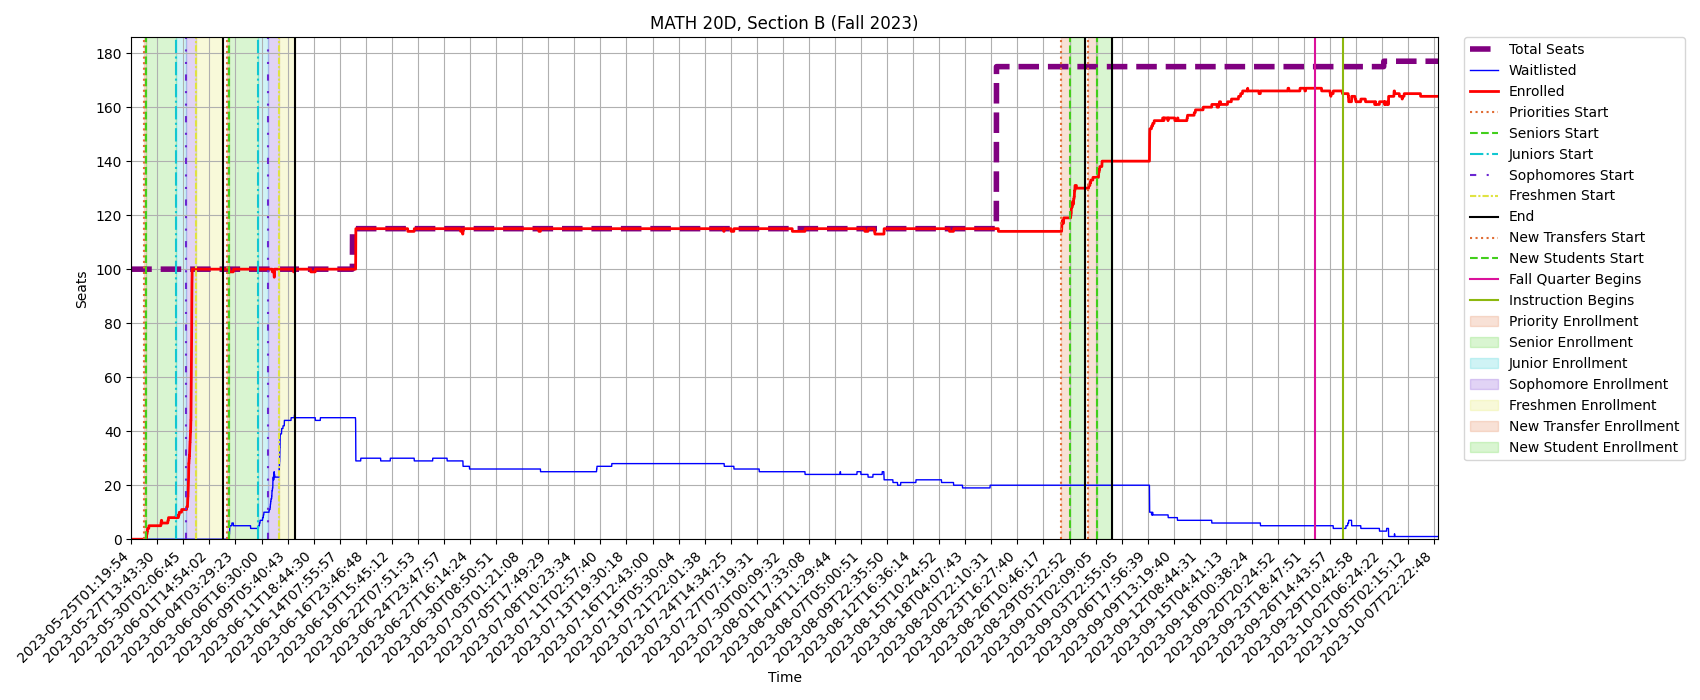 MATH 20D, Section B (Fall 2023)
Seats
180
160
140
120
100
80
60
40
20
0
2023-05-25T01:19:54
2023-05-27T13:43:30
2023-05-30T02:06:45
2023-06-01T14:54:02
2023-06-04T03:29:23
2023-06-06T16:30:00
2023-06-09T05:40:43
2023-06-11T18:44:30
2023-06-14T07:55:57
2023-06-16T23:46:48
2023-06-19T15:45:12
2023-06-22T07:51:53
2023-06-24T23:47:57
2023-06-27T16:14:24
2023-06-30T08:50:51
2023-07-03T01:21:08
2023-07-05T17:49:29
2023-07-08T10:23:34
2023-07-11T02:57:40
2023-07-13T19:30:18
2023-07-16T12:43:00
2023-07-19T05:30:04
2023-07-21T22:01:38
2023-07-24T14:34:25
2023-07-27T07:19:31
2023-07-30T00:09:32
2023-08-01T17:33:08
2023-08-04T11:29:44
2023-08-07T05:00:51
2023-08-09T22:35:50
2023-08-12T16:36:14
2023-08-15T10:24:52
2023-08-18T04:07:43
2023-08-20T22:10:31
2023-08-23T16:27:40
2023-08-26T10:46:17
2023-08-29T05:22:52
2023-09-01T02:09:05
2023-09-03T22:55:05
2023-09-06T17:56:39
2023-09-09T13:19:40
2023-09-12T08:44:31
2023-09-15T04:41:13
2023-09-18T00:38:24
2023-09-20T20:24:52
2023-09-23T18:47:51
2023-09-26T14:43:57
2023-09-29T10:42:58
2023-10-02T06:24:22
2023-10-05T02:15:12
2023-10-07T22:22:48
Time
Total Seats
Waitlisted
Enrolled
Priorities Start
Seniors Start
Juniors Start
Sophomores Start
Freshmen Start
End
New Transfers Start
New Students Start
Fall Quarter Begins
Instruction Begins
Priority Enrollment
Senior Enrollment
Junior Enrollment
Sophomore Enrollment
Freshmen Enrollment
New Transfer Enrollment
New Student Enrollment